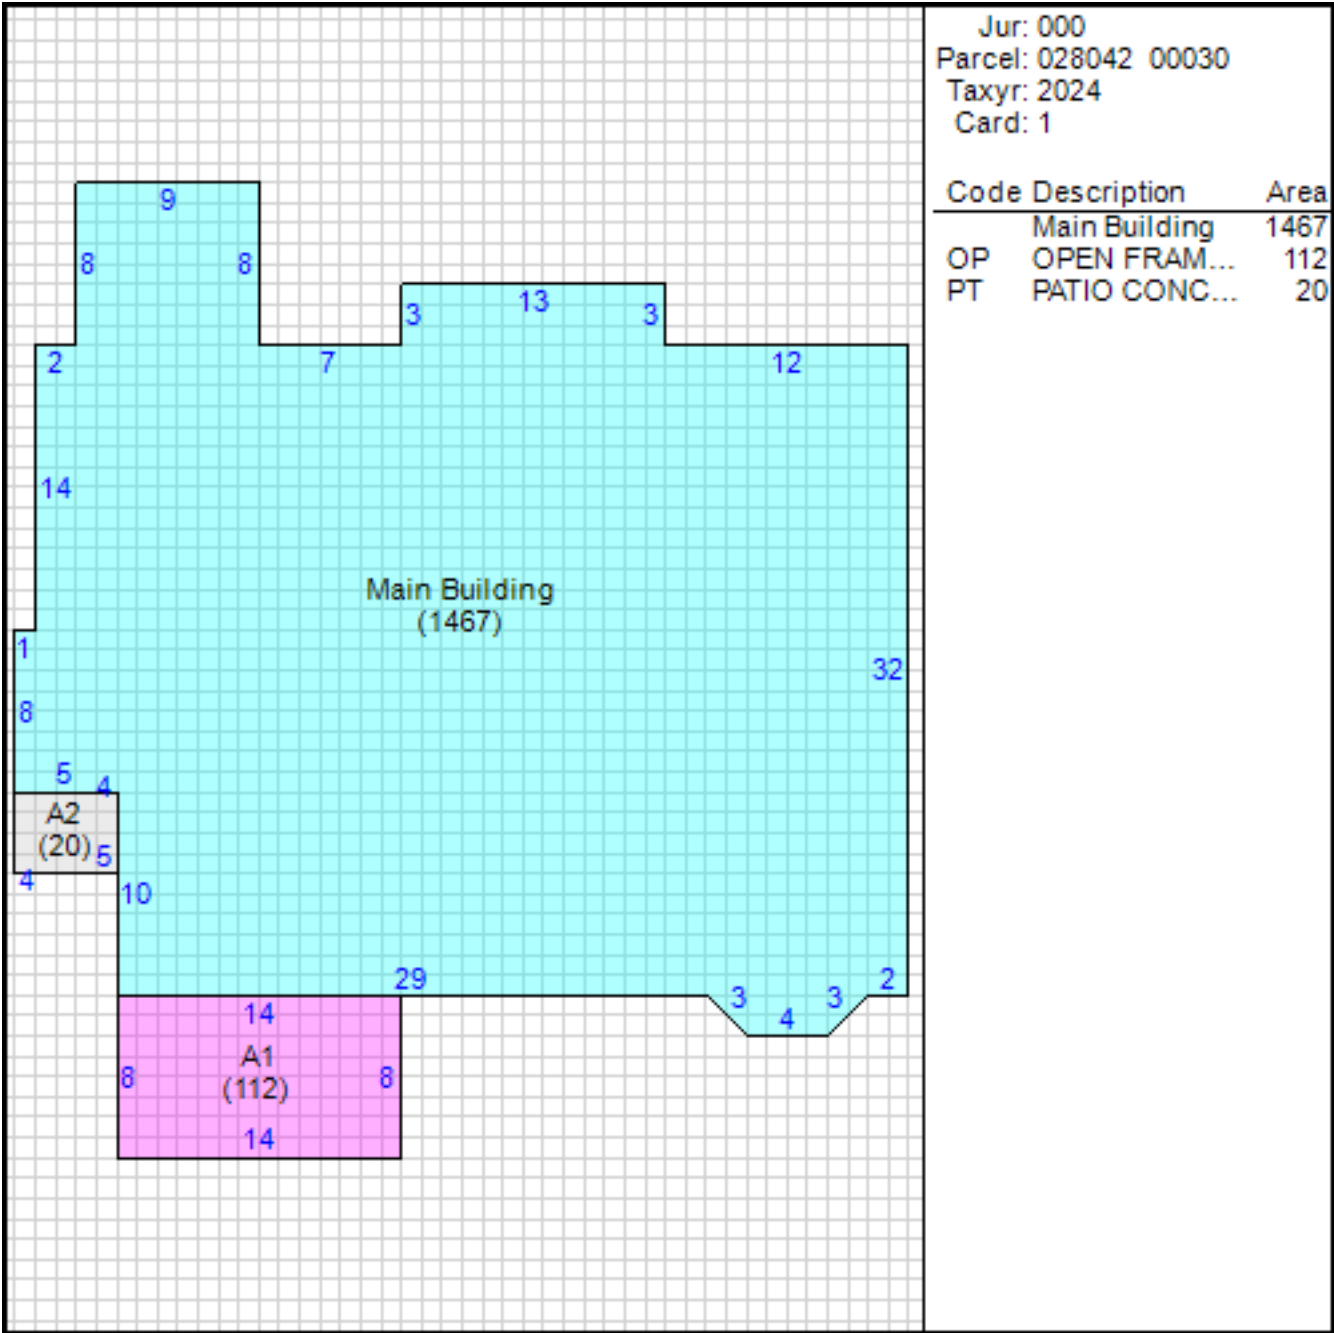 Jur: 000
Parcel: 028042 00030
Taxyr: 2024
Card: 1
Code Description Area
Main Building 1467
OP OPEN FRAM... 112
PT PATIO CONC... 20
9
8 8
3 13 3
2 7 12
14
Main Building
(1467)
1
32
8
5 4
A2
(20) 5
4
10
29 2
14 3 4 3
A1
8 (112) 8
14